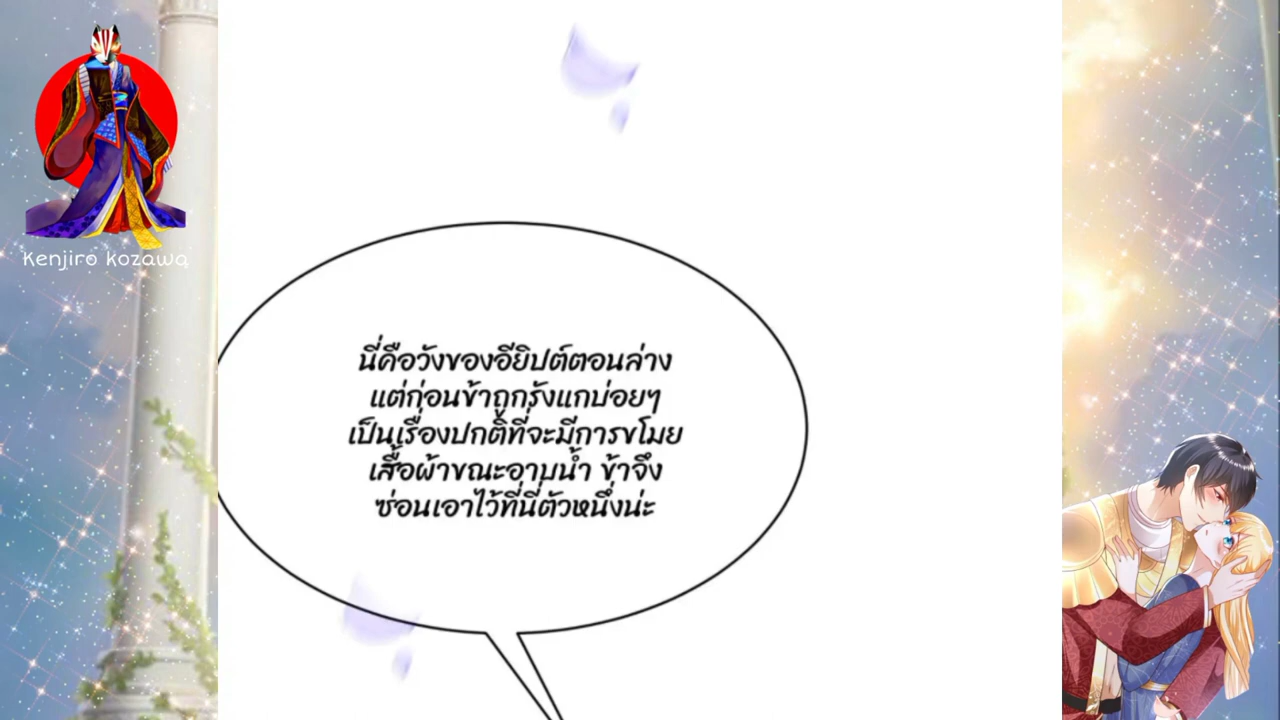 Kenjiro kozawa
นี่คือวังของอียิปต์ตอนล่าง
แต่ก่อนข้าถูกรังแกบ่อยๆ
เป็นเรื่องปกติที่จะมีการขโมย
เสื้อผ้าขณะอาบน้ำ ข้าจึง
ซ่อนเอาไว้ที่นี่ตัวหนึ่งน่ะ